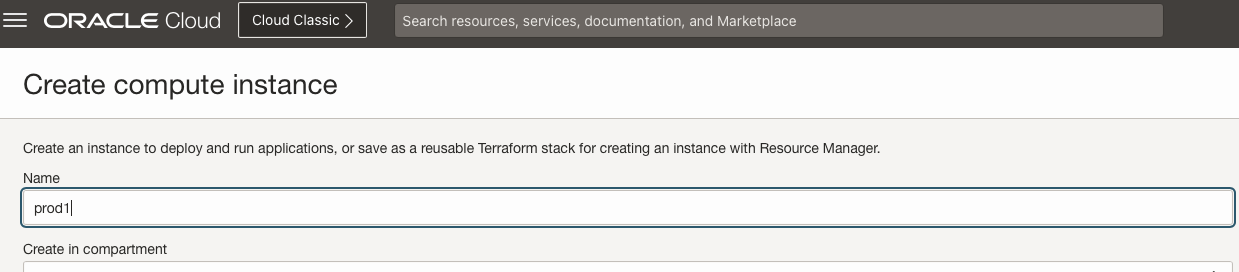 ORACLE Cloud
Cloud Classic
Search resources, services, documentation, and Marketplace
Create compute instance
Create an instance to deploy and run applications, or save as a reusable Terraform stack for creating an instance with Resource Manager.
Name
prod1
Create in compartment